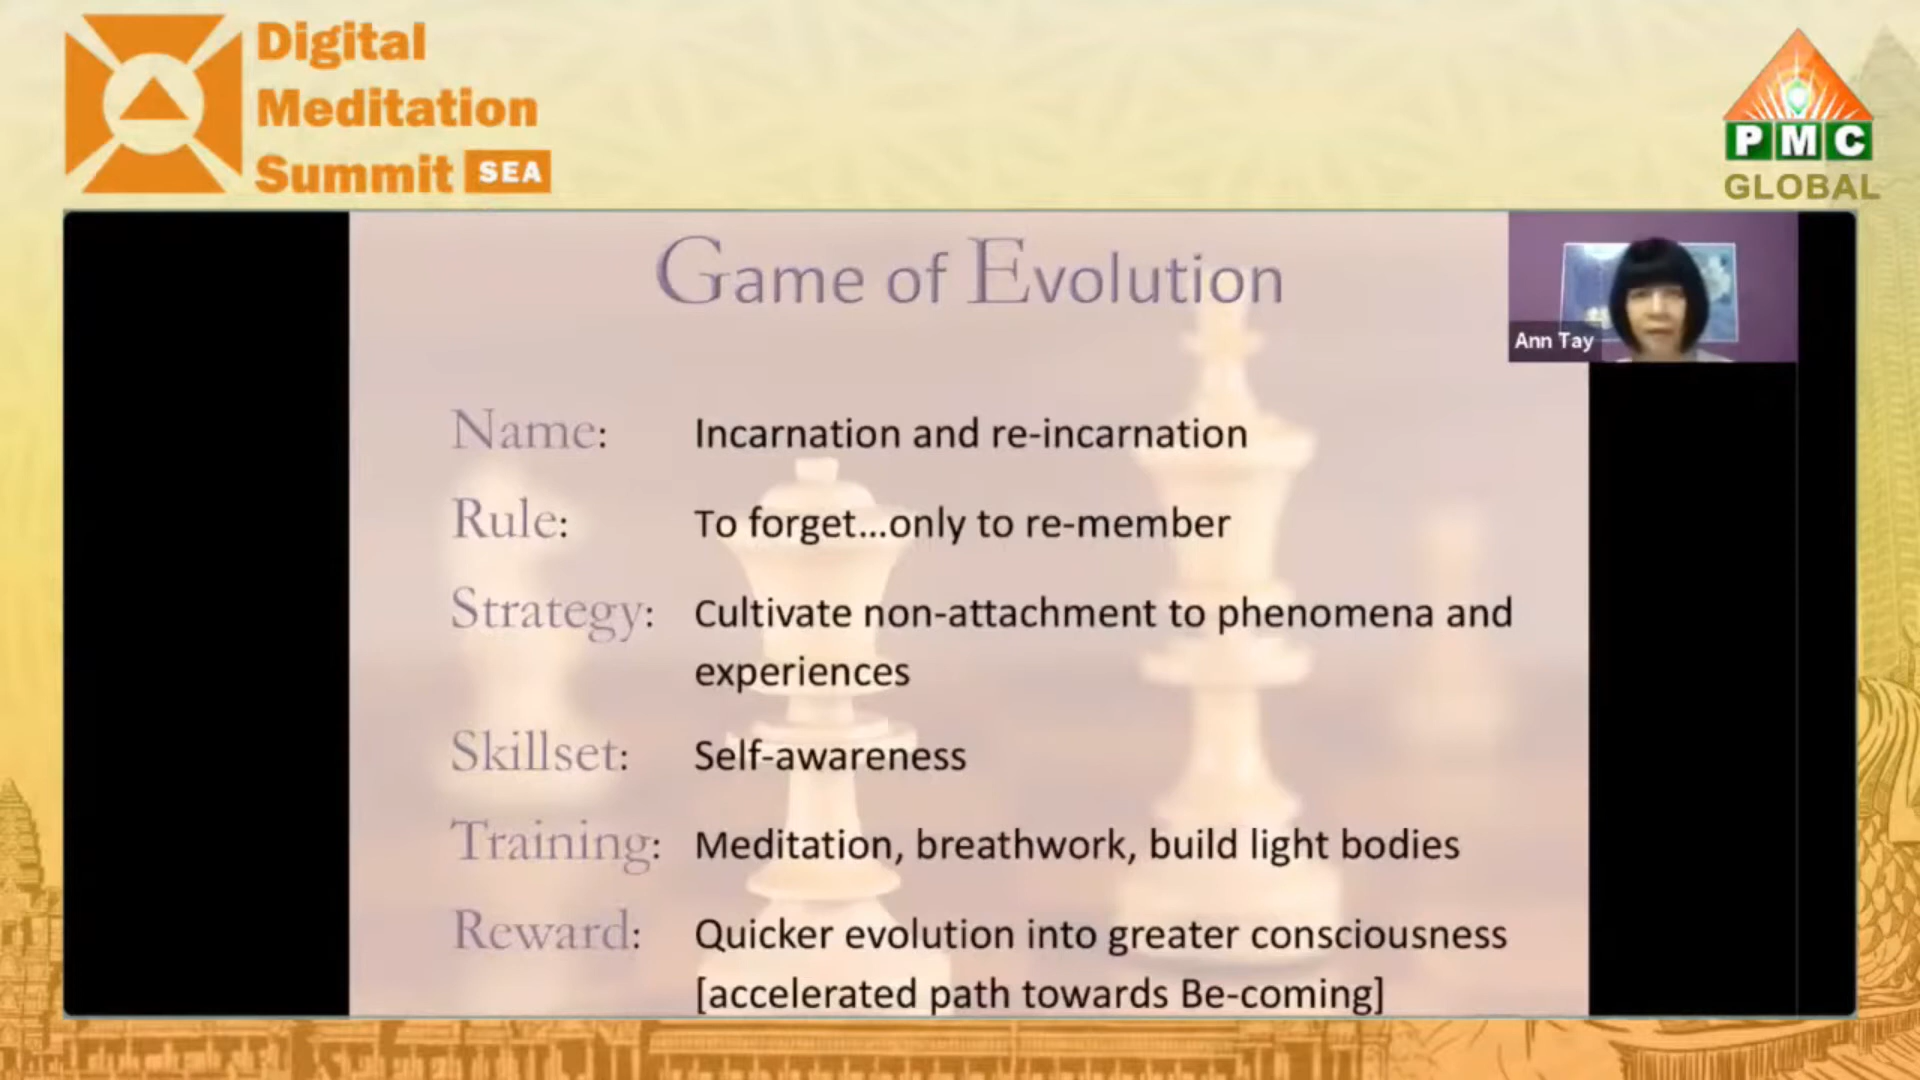 Digital
Meditation
Summit SEA
PMC
GLOBAL
Game of Evolution
Ann Tay
Name: Incarnation and re-incarnation
Rule: To forget...only to re-member
Strategy: Cultivate non-attachment to phenomena and
experiences
Skillset: Self-awareness
Training: Meditation, breathwork, build light bodies
Reward: Quicker evolution into greater consciousness
[accelerated path towards Be-coming]